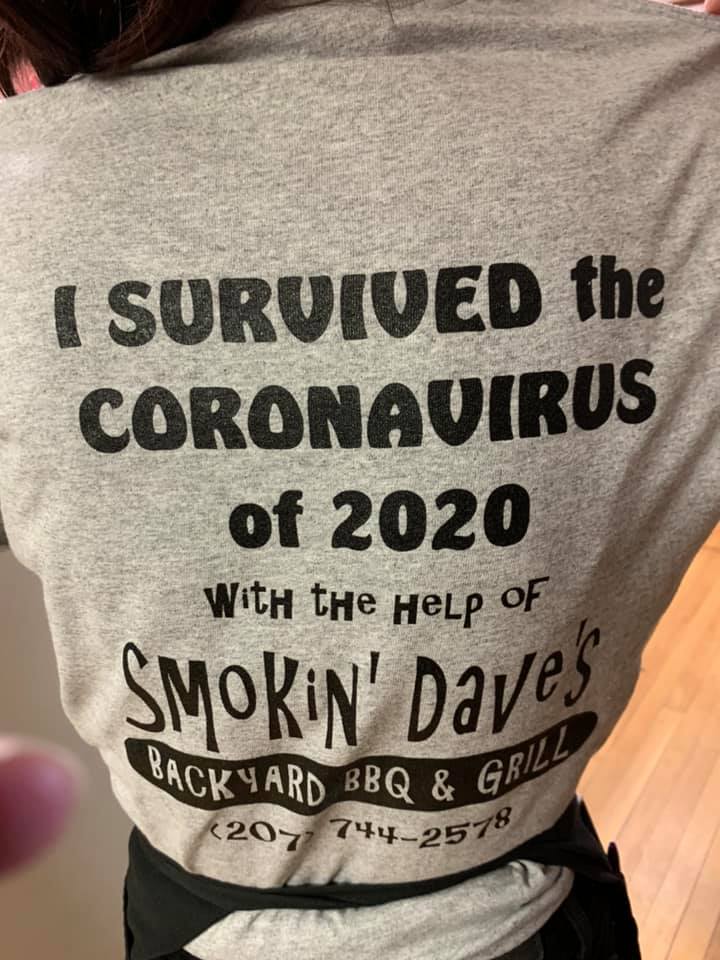 I SURVIVED the
CORONAVIRUS
of 2020
WitH tHe HeLp oF
SMoKiN' DaVe's
BACKYARD BBQ & GRILL
(207) 744-2578